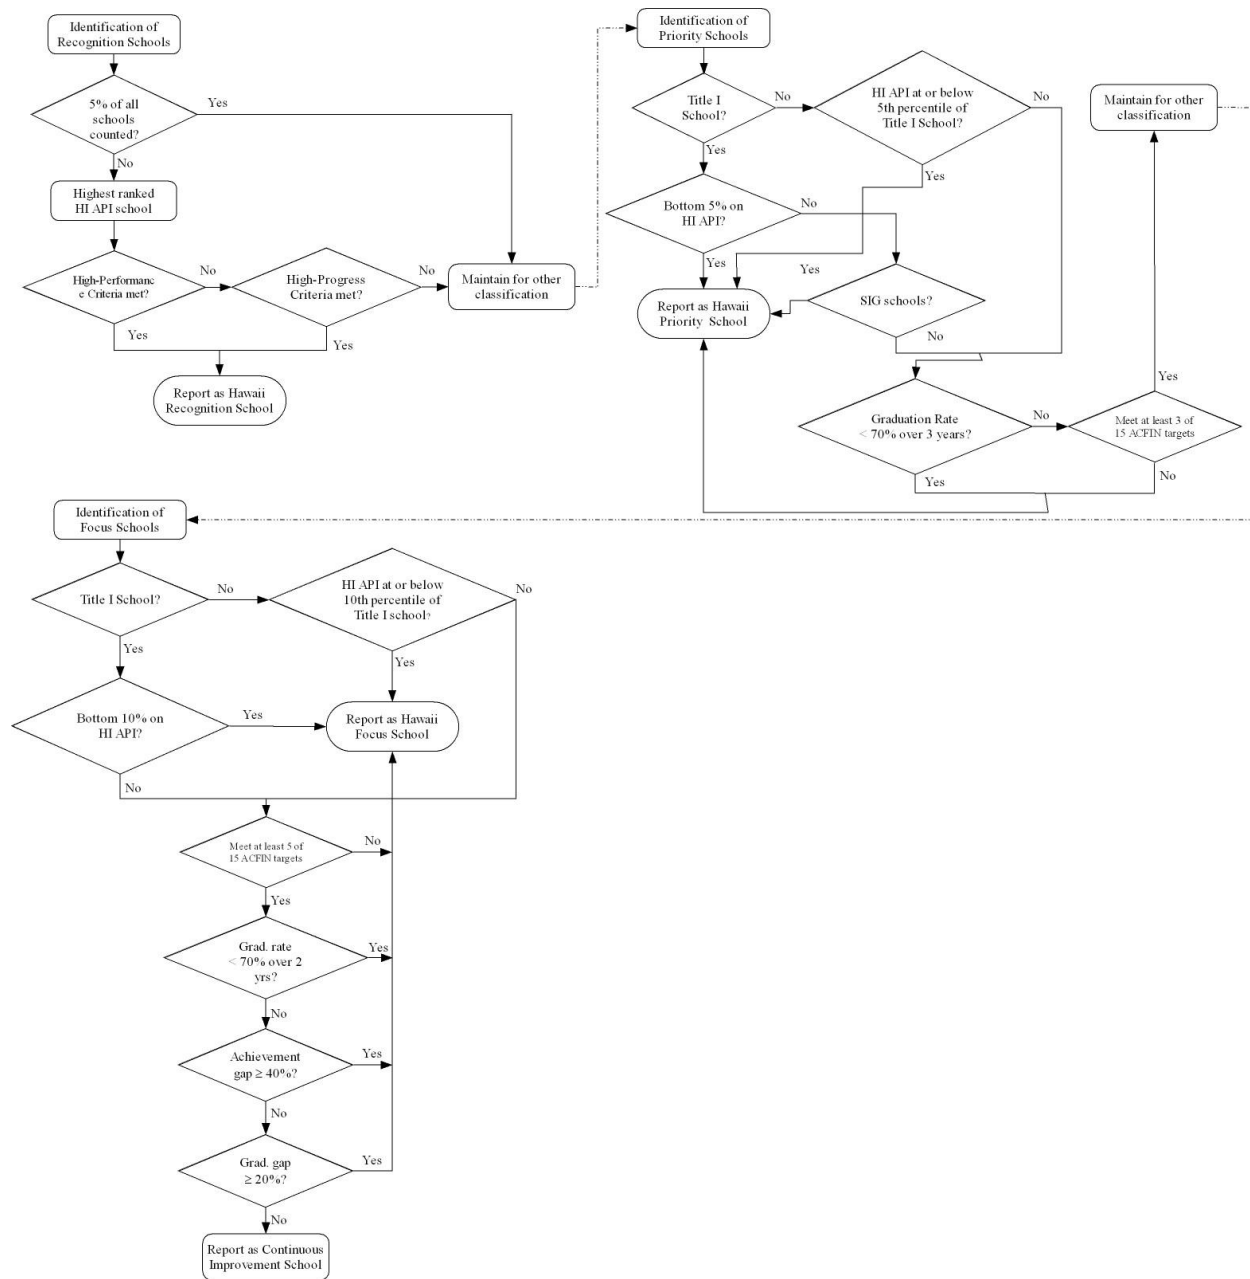 Identification of
Recognition Schools
5% of all
schools
counted?
Yes
No
Highest ranked
HI API school
High-Performanc
e Criteria met?
No
High-Progress
Criteria met?
No
Maintain for other
classification
Yes
Yes
Report as Hawaii
Recognition School
Identification of
Priority Schools
Title I
School?
No
HI API at or below
5th percentile of
Title I School?
No
Yes
Yes
Bottom 5% on
HI API?
No
Yes
Yes
SIG schools?
Report as Hawaii
Priority School
No
Graduation Rate
< 70% over 3 years?
No
Meet at least 3 of
15 ACFIN targets
Yes
Yes
No
Maintain for other
classification
Identification of
Focus Schools
Title I School?
No
HI API at or below
10th percentile of
Title I school?
No
Yes
Yes
Bottom 10% on
HI API?
Yes
Report as Hawaii
Focus School
No
Meet at least 5 of
15 ACFIN targets
No
Yes
Grad. rate
< 70% over 2
yrs?
Yes
No
Achievement
gap ≥ 40%?
Yes
No
Grad. gap
≥ 20%?
Yes
No
Report as Continuous
Improvement School